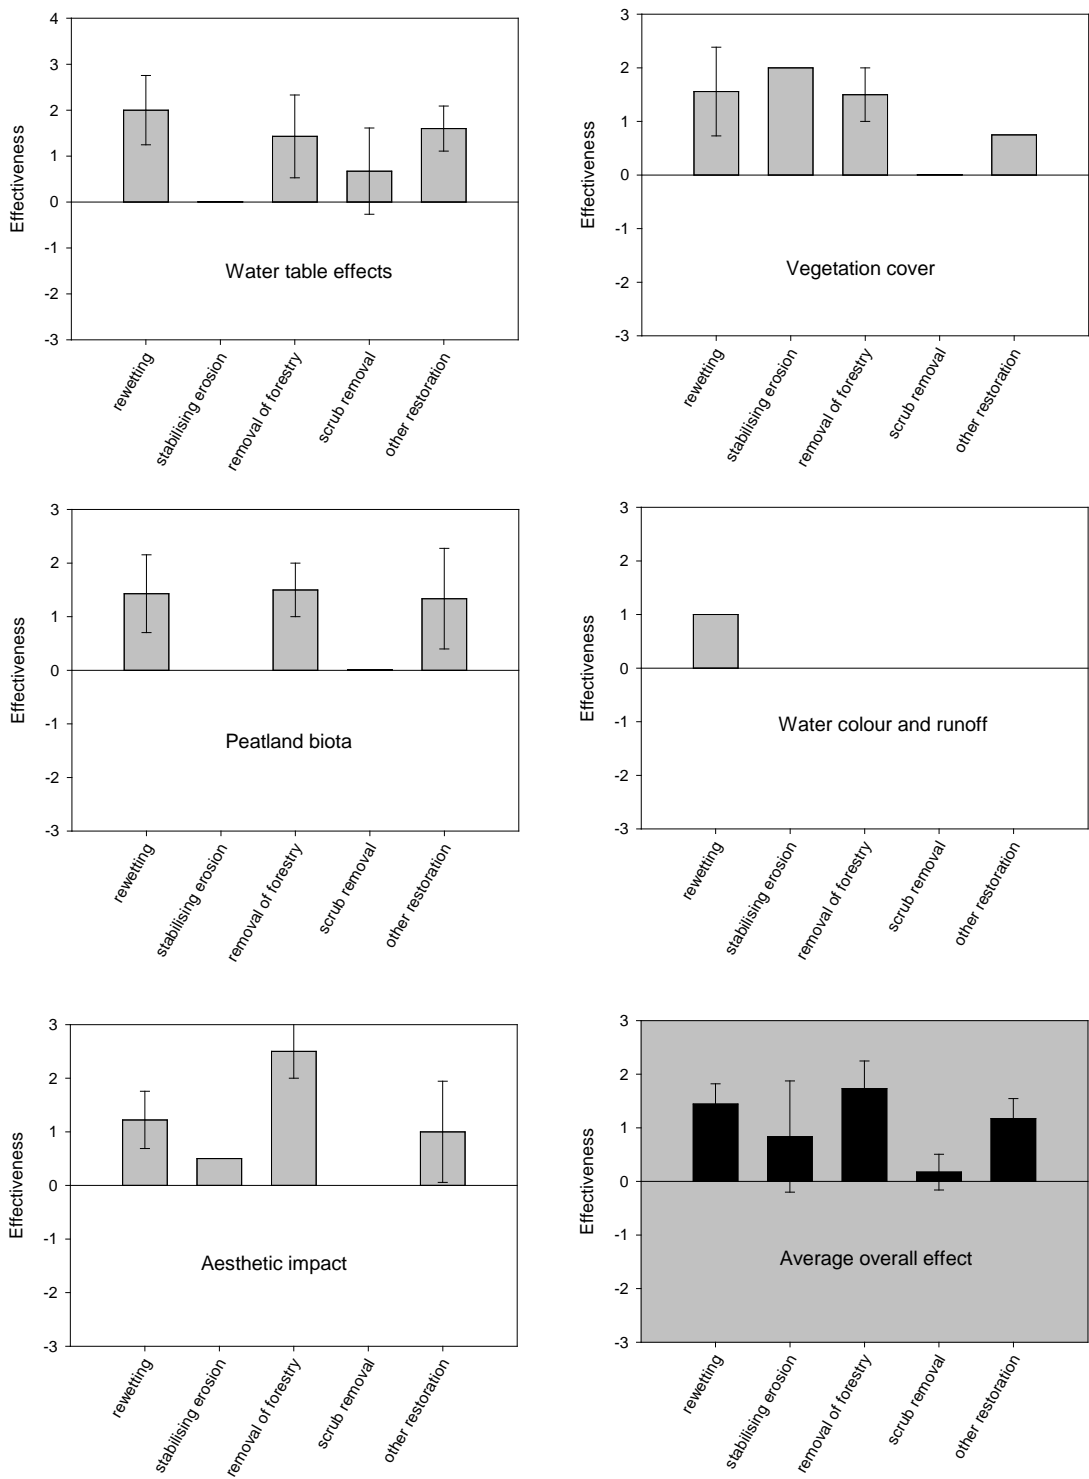 4
3
2
1
0
-1
-2
-3
Effectiveness
Water table effects
rewetting
stabilising erosion
removal of forestry
scrub removal
other restoration
3
2
1
0
-1
-2
-3
Effectiveness
Vegetation cover
rewetting
stabilising erosion
removal of forestry
scrub removal
other restoration
3
2
1
0
-1
-2
-3
Effectiveness
Peatland biota
rewetting
stabilising erosion
removal of forestry
scrub removal
other restoration
3
2
1
0
-1
-2
-3
Effectiveness
Water colour and runoff
rewetting
stabilising erosion
removal of forestry
scrub removal
other restoration
3
2
1
0
-1
-2
-3
Effectiveness
Aesthetic impact
rewetting
stabilising erosion
removal of forestry
scrub removal
other restoration
3
2
1
0
-1
-2
-3
Effectiveness
Average overall effect
rewetting
stabilising erosion
removal of forestry
scrub removal
other restoration